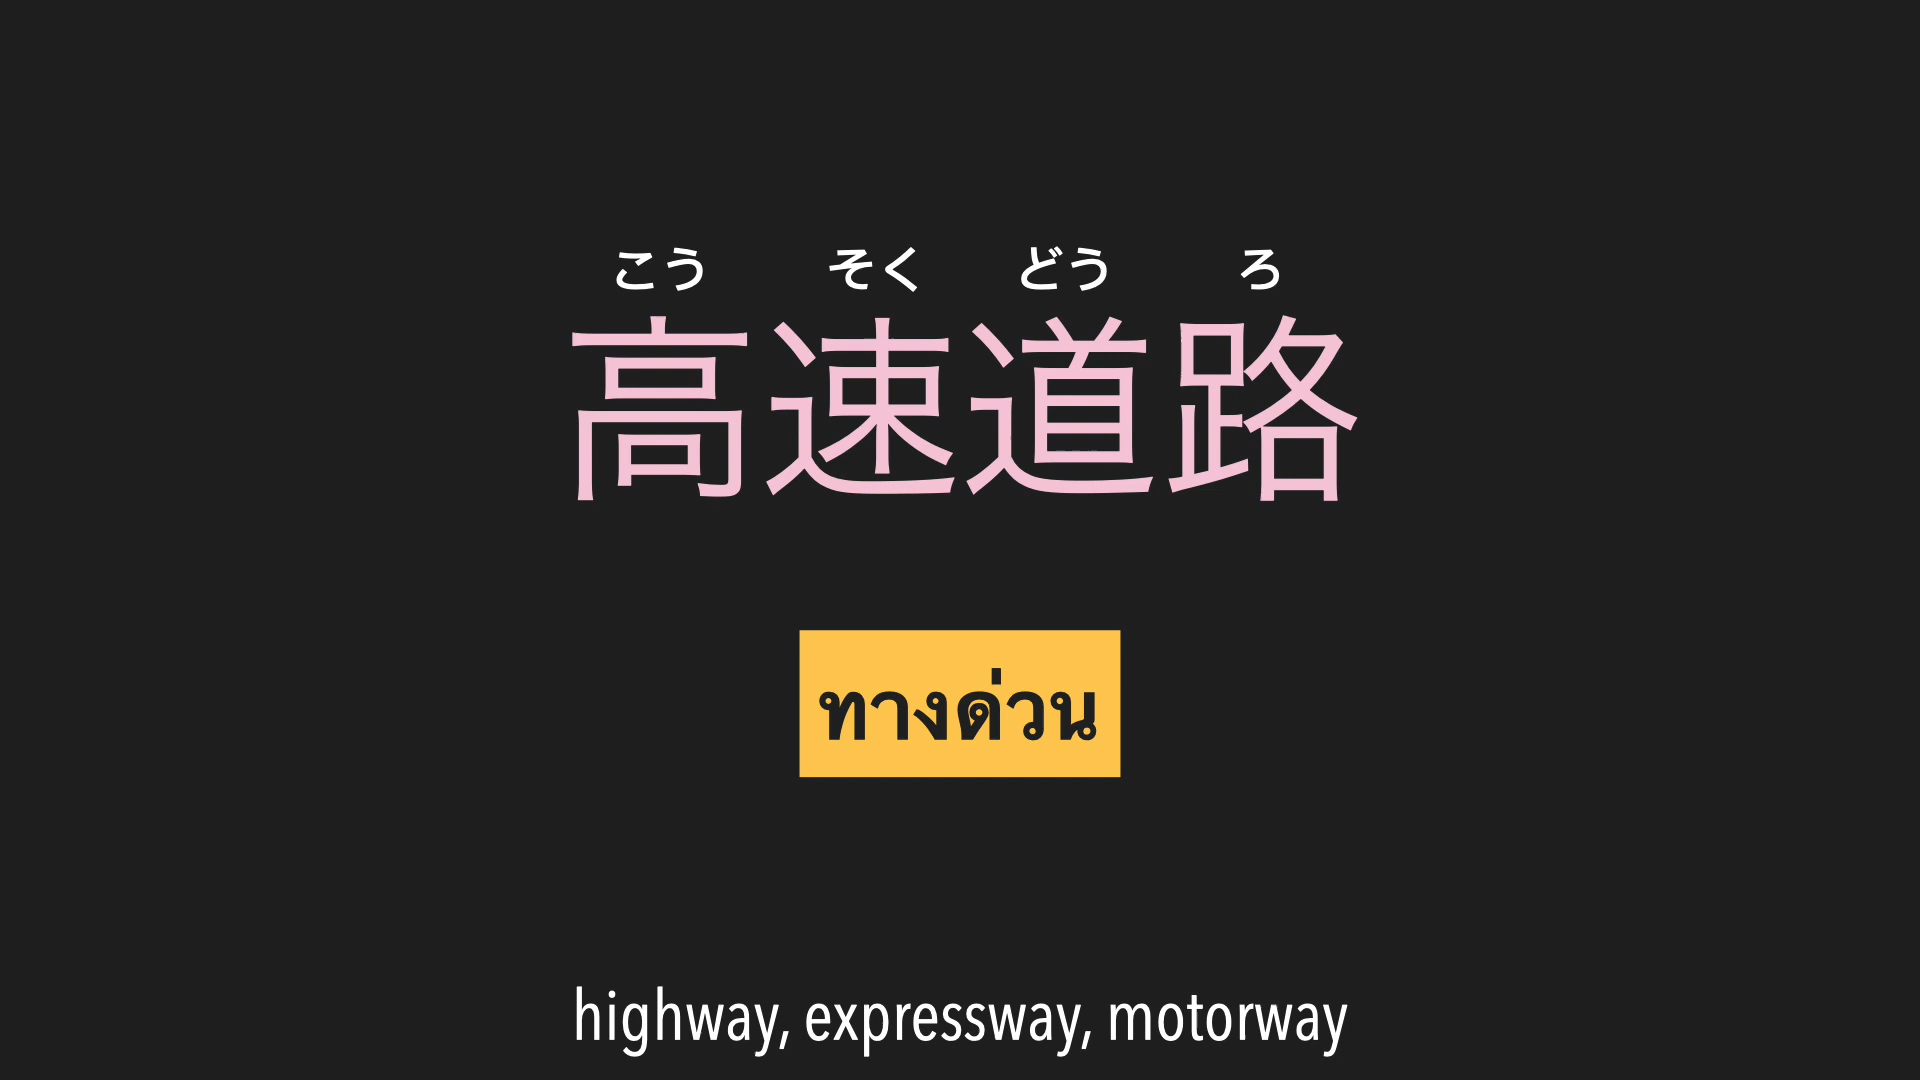 こう そく どう ろ
高速道路
ทางด่วน
highway, expressway, motorway